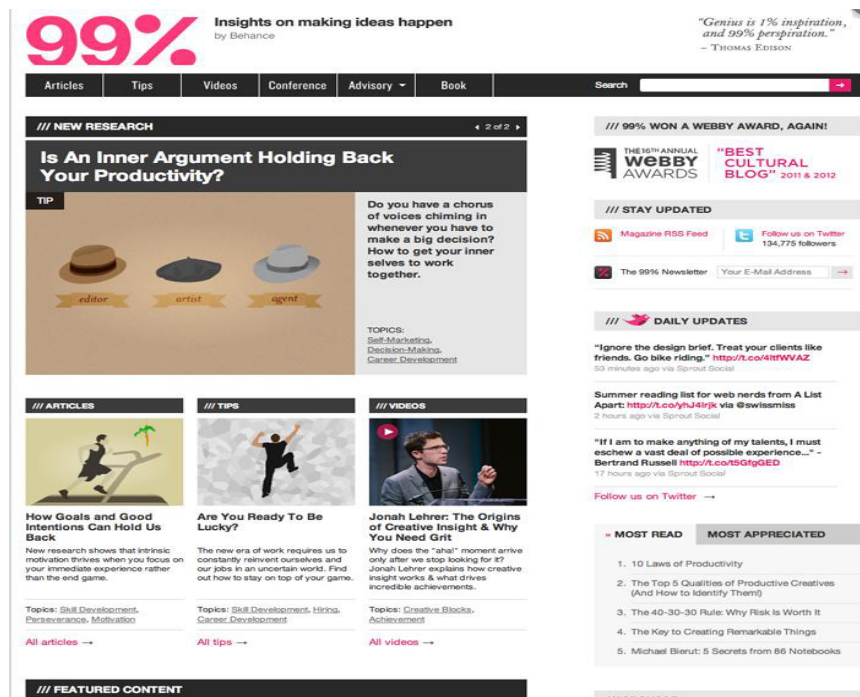 99%
Insights on making ideas happen
by Behance
"Genius is 1% inspiration,
and 99% perspiration."
– Thomas Edison
Articles
Tips
Videos
Conference
Advisory
Book
Search
/// NEW RESEARCH
2 of 2
Is An Inner Argument Holding Back
Your Productivity?
TIP
editor
artist
agent
Do you have a chorus
of voices chiming in
whenever you have to
make a big decision?
How to get your inner
selves to work
together.
TOPICS:
Self-Marketing,
Decision-Making,
Career Development
/// ARTICLES
How Goals and Good
Intentions Can Hold Us
Back
New research shows that intrinsic
motivation thrives when you focus on
your immediate experience rather
than the end game.
Topics: Skill Development,
Perseverance, Motivation
All articles →
/// TIPS
Are You Ready To Be
Lucky?
The new era of work requires us to
constantly reinvent ourselves and
our jobs in an uncertain world. Find
out how to stay on top of your game.
Topics: Skill Development, Hiring,
Career Development
All tips →
/// VIDEOS
Jonah Lehrer: The Origins
of Creative Insight & Why
You Need Grit
Why does the "aha!" moment arrive
only after we stop looking for it?
Jonah Lehrer explains how creative
insight works & what drives
incredible achievements.
Topics: Creative Blocks,
Achievement
All videos →
/// FEATURED CONTENT
/// 99% WON A WEBBY AWARD, AGAIN!
THE 16TH ANNUAL
WEBBY
AWARDS
"BEST
CULTURAL
BLOG" 2011 & 2012
/// STAY UPDATED
Magazine RSS Feed
Follow us on Twitter
134,775 followers
% The 99% Newsletter
Your E-Mail Address
/// DAILY UPDATES
"Ignore the design brief. Treat your clients like
friends. Go bike riding." http://t.co/4ltfWVAZ
53 minutes ago via Sprout Social
Summer reading list for web nerds from A List
Apart: http://t.co/yhJ4lrjk via @swissmiss
2 hours ago via Sprout Social
"If I am to make anything of my talents, I must
eschew a vast deal of possible experience..." -
Bertrand Russell http://t.co/t5GfgGED
17 hours ago via Sprout Social
Follow us on Twitter →
» MOST READ
MOST APPRECIATED
1. 10 Laws of Productivity
2. The Top 5 Qualities of Productive Creatives
(And How to Identify Them!)
3. The 40-30-30 Rule: Why Risk Is Worth It
4. The Key to Creating Remarkable Things
5. Michael Bierut: 5 Secrets from 86 Notebooks